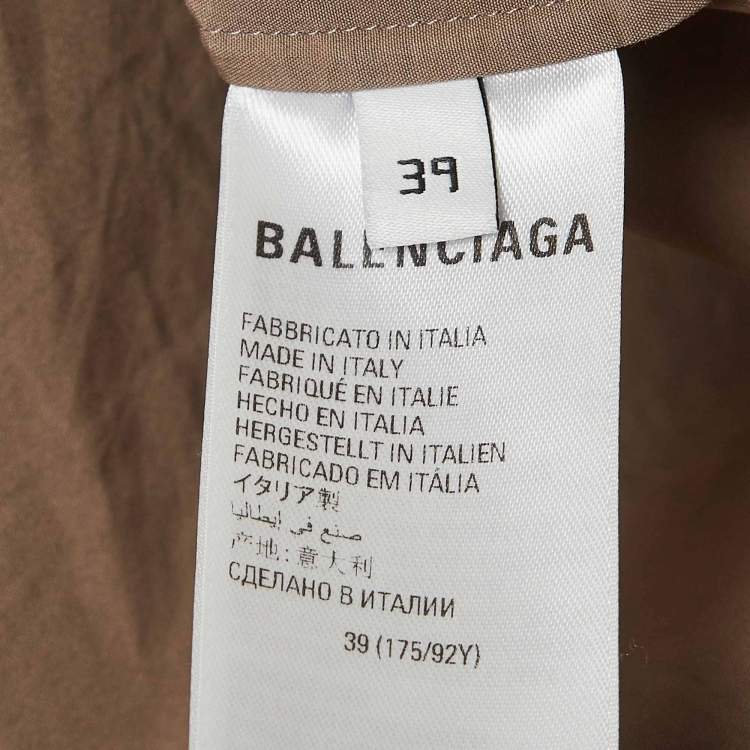 39
BALENCIAGA
FABBRICATO IN ITALIA
MADE IN ITALY
FABRIQUÉ EN ITALIE
HECHO EN ITALIA
HERGESTELLT IN ITALIEN
FABRICADO EM ITÁLIA
イタリア製
صنع في إيطاليا
产地:意大利
СДЕЛАНО В ИТАЛИИ
39 (175/92Y)